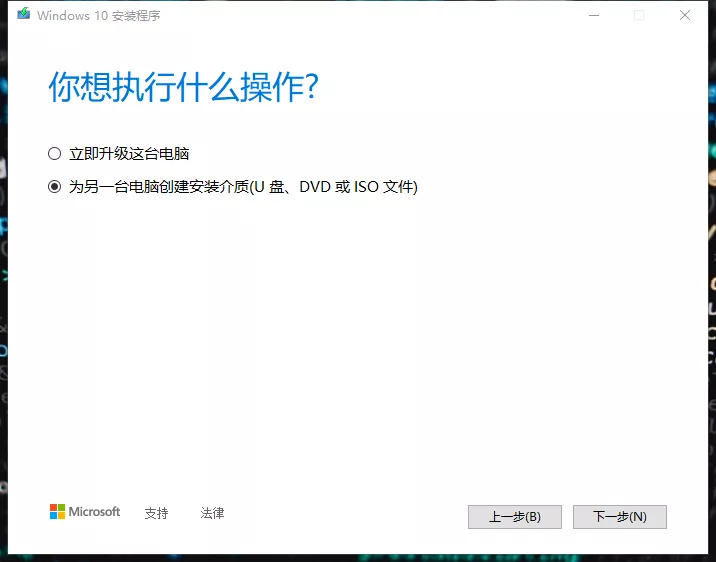 Windows 10 安装程序
你想执行什么操作?
立即升级这台电脑
为另一台电脑创建安装介质(U 盘、DVD 或 ISO 文件)
Microsoft 支持 法律 上一步(B) 下一步(N)